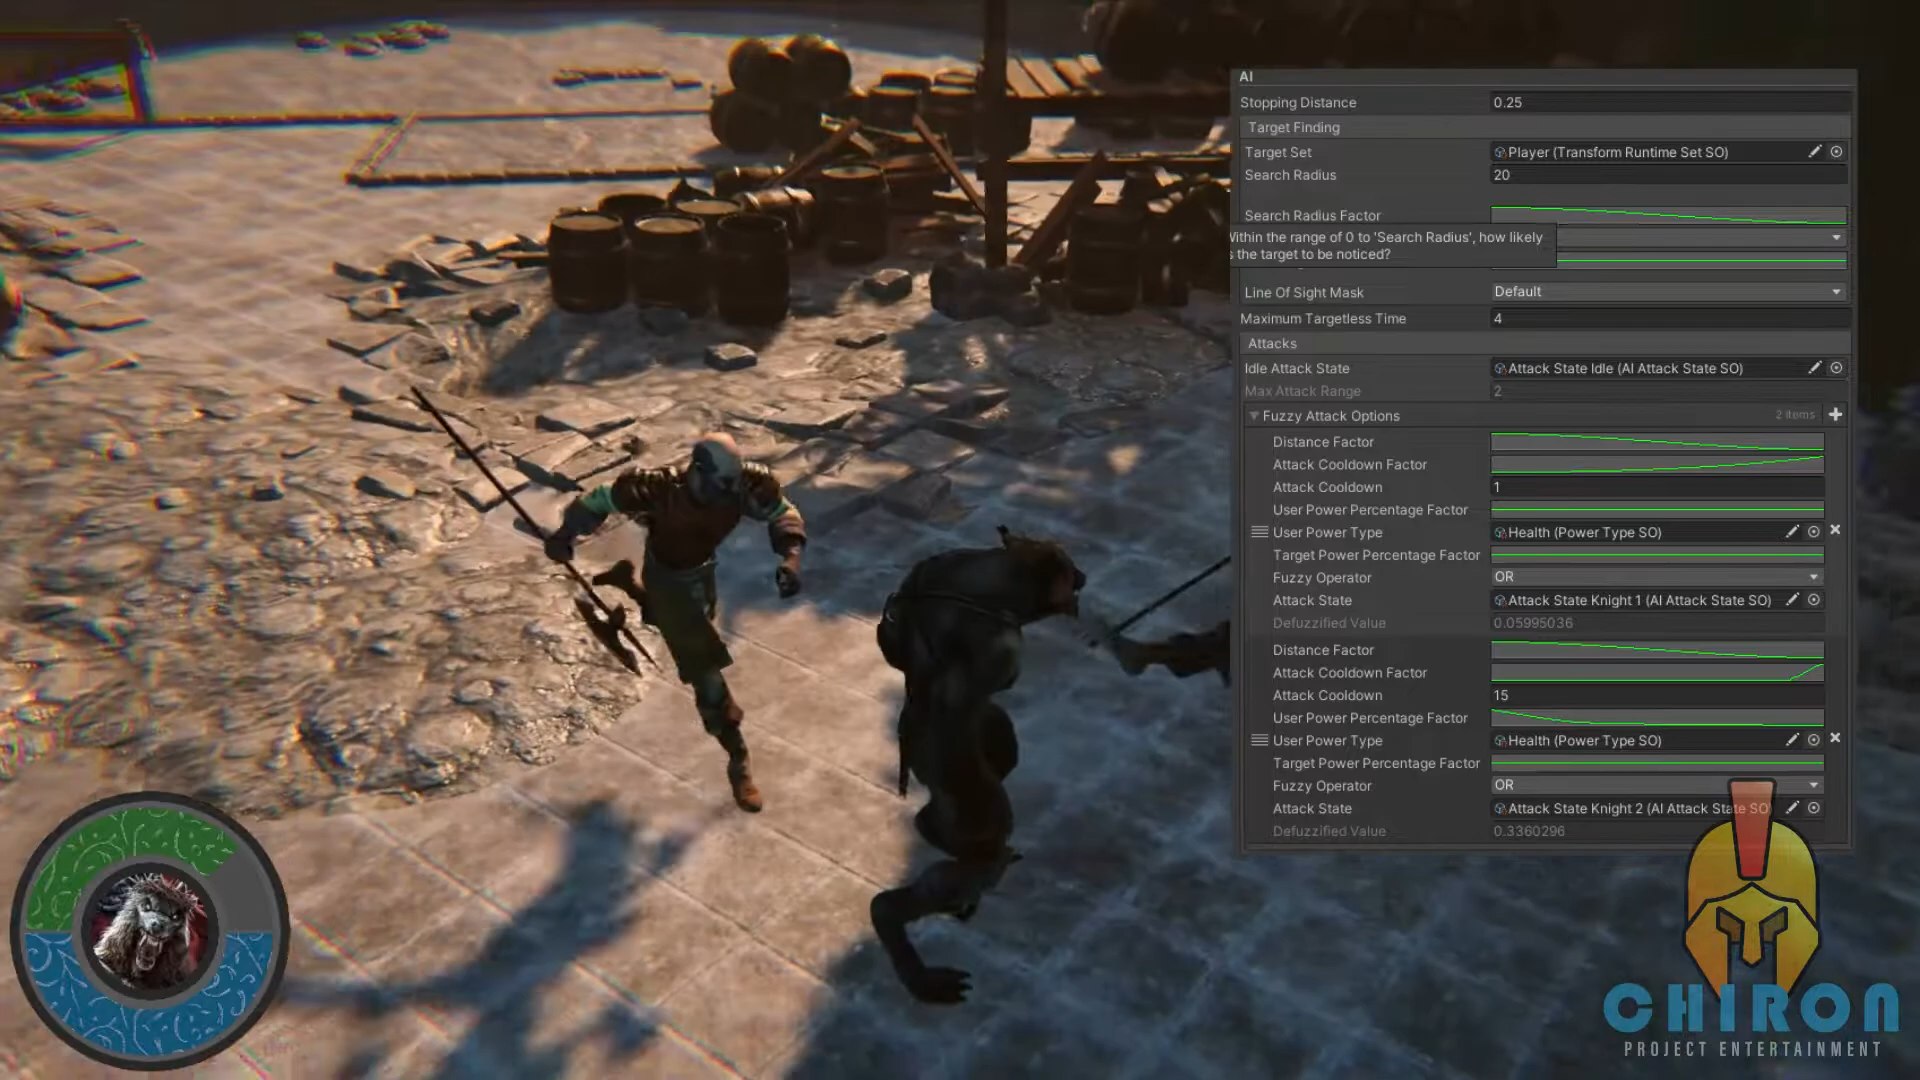 AI
Stopping Distance 0.25
Target Finding
Target Set Player (Transform Runtime Set SO)
Search Radius 20
Search Radius Factor
Within the range of 0 to 'Search Radius', how likely
s the target to be noticed?
Line Of Sight Mask Default
Maximum Targetless Time 4
Attacks
Idle Attack State Attack State Idle (AI Attack State SO)
Max Attack Range 2
Fuzzy Attack Options 2 items
Distance Factor
Attack Cooldown Factor
Attack Cooldown 1
User Power Percentage Factor
User Power Type Health (Power Type SO)
Target Power Percentage Factor
Fuzzy Operator OR
Attack State Attack State Knight 1 (AI Attack State SO)
Defuzzified Value 0.05995036
Distance Factor
Attack Cooldown Factor
Attack Cooldown 15
User Power Percentage Factor
User Power Type Health (Power Type SO)
Target Power Percentage Factor
Fuzzy Operator OR
Attack State Attack State Knight 2 (AI Attack State SO
Defuzzified Value 0.3360296
CHIRON
PROJECT ENTERTAINMENT